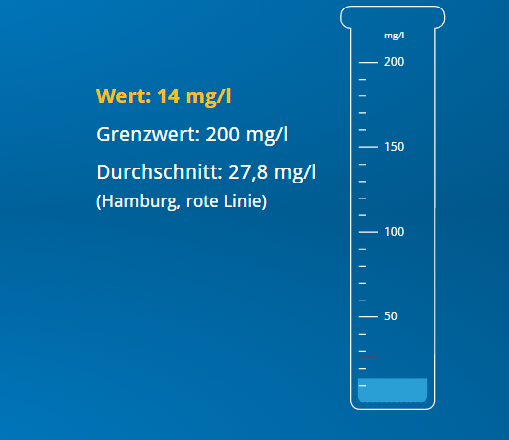 Wert: 14 mg/l
Grenzwert: 200 mg/l
Durchschnitt: 27,8 mg/l
(Hamburg, rote Linie)
mg/l
200
150
100
50